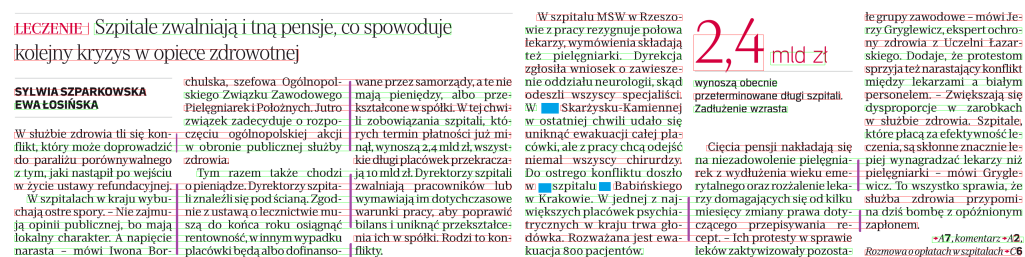 LECZENIE Szpitale zwalniają i tną pensje, co spowoduje
kolejny kryzys w opiece zdrowotnej
SYLWIA SZPARKOWSKA
EWA ŁOSIŃSKA
W służbie zdrowia tli się kon-
flikt, który może doprowadzić
do paraliżu porównywalnego
z tym, jaki nastąpił po wejściu
w życie ustawy refundacyjnej.
W szpitalach w kraju wybu-
chają ostre spory. – Nie zajmu-
ją opinii publicznej, bo mają
lokalny charakter. A napięcie
narasta – mówi Iwona Bor-
chulska, szefowa Ogólnopol-
skiego Związku Zawodowego
Pielęgniarek i Położnych. Jutro
związek zadecyduje o rozpo-
częciu ogólnopolskiej akcji
w obronie publicznej służby
zdrowia.
Tym razem także chodzi
o pieniądze. Dyrektorzy szpita-
li znaleźli się pod ścianą. Zgod-
nie z ustawą o lecznictwie mu-
szą do końca roku osiągnąć
rentowność, w innym wypadku
placówki będą albo dofinanso-
wane przez samorządy, a te nie
mają pieniędzy, albo prze-
kształcone w spółki. W tej chwi-
li zobowiązania szpitali, któ-
rych termin płatności już mi-
nął, wynoszą 2,4 mld zł, wszyst-
kie długi placówek przekracza-
ją 10 mld zł. Dyrektorzy szpitali
zwalniają pracowników lub
wymawiają im dotychczasowe
warunki pracy, aby poprawić
bilans i uniknąć przekształce-
nia ich w spółki. Rodzi to kon-
flikty.
W szpitalu MSW w Rzeszo-
wie z pracy rezygnuje połowa
lekarzy, wymówienia składają
też pielęgniarki. Dyrekcja
zgłosiła wniosek o zawiesze-
nie oddziału neurologii, skąd
odeszli wszyscy specjaliści.
W Skarżysku-Kamiennej
w ostatniej chwili udało się
uniknąć ewakuacji całej pla-
cówki, ale z pracy chcą odejść
niemal wszyscy chirurdzy.
Do ostrego konfliktu doszło
w szpitalu Babińskiego
w Krakowie. W jednej z naj-
większych placówek psychia-
trycznych w kraju trwa gło-
dówka. Rozważana jest ewa-
kuacja 800 pacjentów.
2,4 mld zł
wynoszą obecnie
przeterminowane długi szpitali.
Zadłużenie wzrasta
Cięcia pensji nakładają się
na niezadowolenie pielęgnia-
rek z wydłużenia wieku eme-
rytalnego oraz rozżalenie leka-
rzy domagających się od kilku
miesięcy zmiany prawa doty-
czącego przepisywania re-
cept. – Ich protesty w sprawie
leków zaktywizowały pozosta-
łe grupy zawodowe – mówi Je-
rzy Gryglewicz, ekspert ochro-
ny zdrowia z Uczelni Łazar-
skiego. Dodaje, że protestom
sprzyja też narastający konflikt
między lekarzami a białym
personelem. – Zwiększają się
dysproporcje w zarobkach
w służbie zdrowia. Szpitale,
które płacą za efektywność le-
czenia, są skłonne znacznie le-
piej wynagradzać lekarzy niż
pielęgniarki – mówi Grygle-
wicz. To wszystko sprawia, że
służba zdrowia przypomi-
na dziś bombę z opóźnionym
zapłonem.
A7, komentarz A2,
Rozmowa o opłatach w szpitalach C6